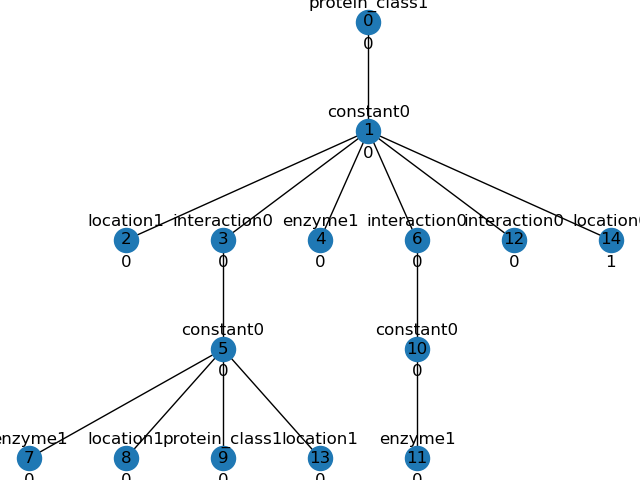 protein_class1
0
0
constant0
1
0
location1 interaction0 enzyme1 interaction0 interaction0 location0
2 3 4 6 12 14
0 0 0 0 0 1
constant0 constant0
5 10
0 0
enzyme1 location1 protein_class1 location1 enzyme1
7 8 9 13 11
0 0 0 0 0